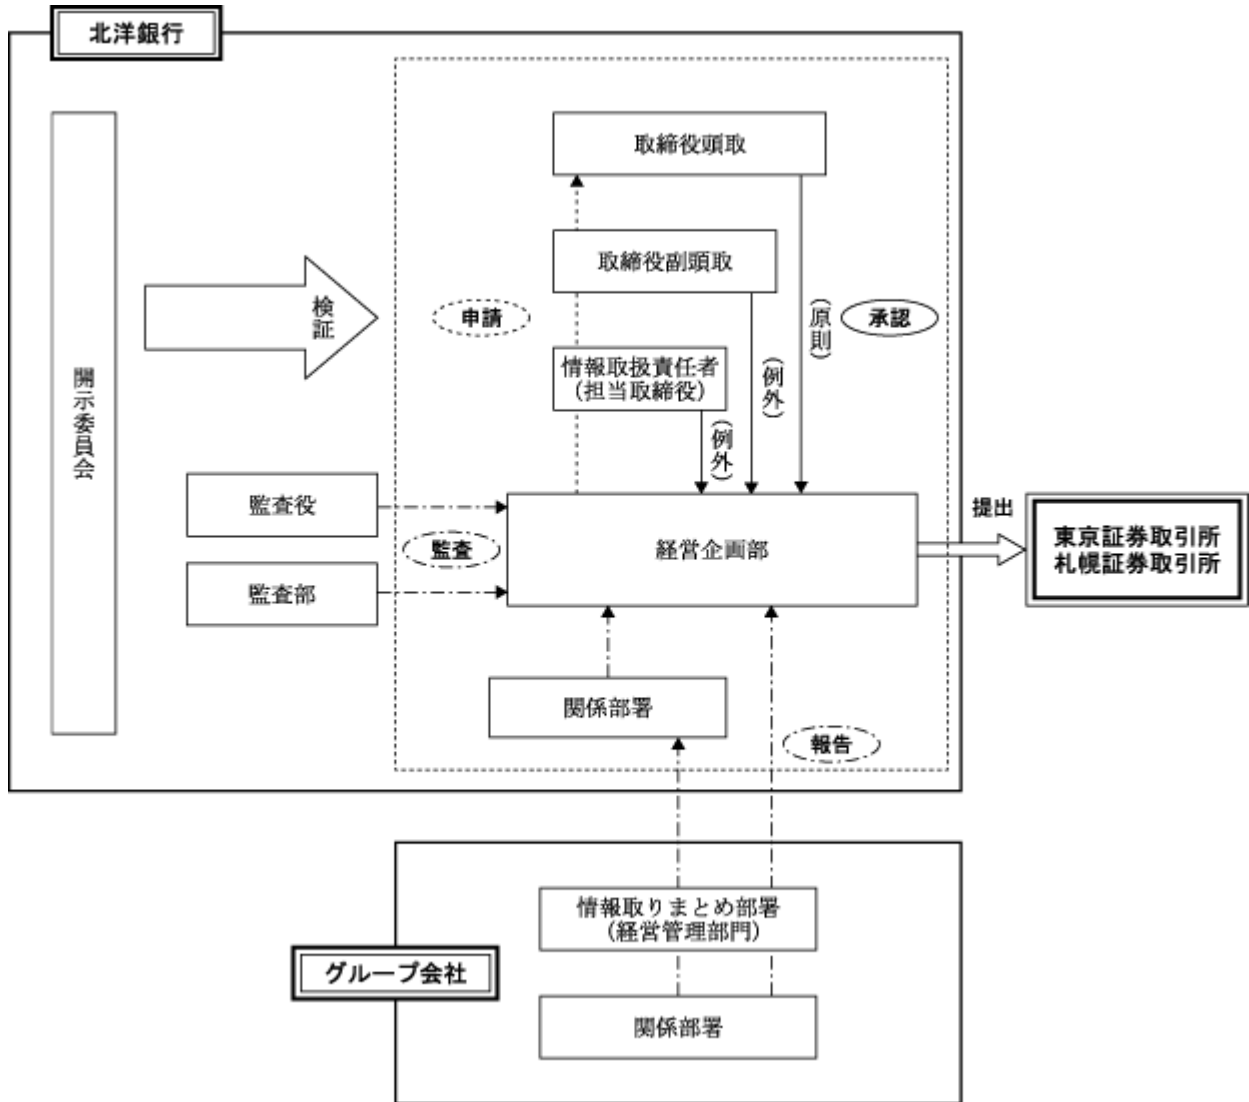 北洋銀行
取締役頭取
取締役副頭取
検証
申請
(原則)
承認
開示委員会
情報取扱責任者
(担当取締役)
(例外)
(例外)
監査役
監査
経営企画部
提出
東京証券取引所
札幌証券取引所
監査部
関係部署
報告
情報取りまとめ部署
(経営管理部門)
グループ会社
関係部署